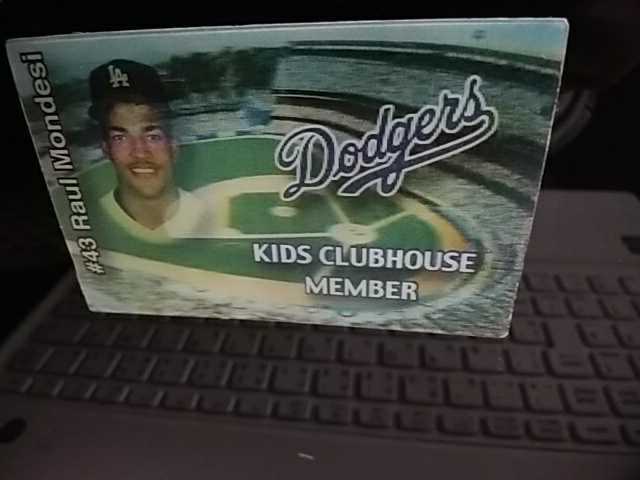 #43 Raul Mondesi
LA
Dodgers
KIDS CLUBHOUSE
MEMBER